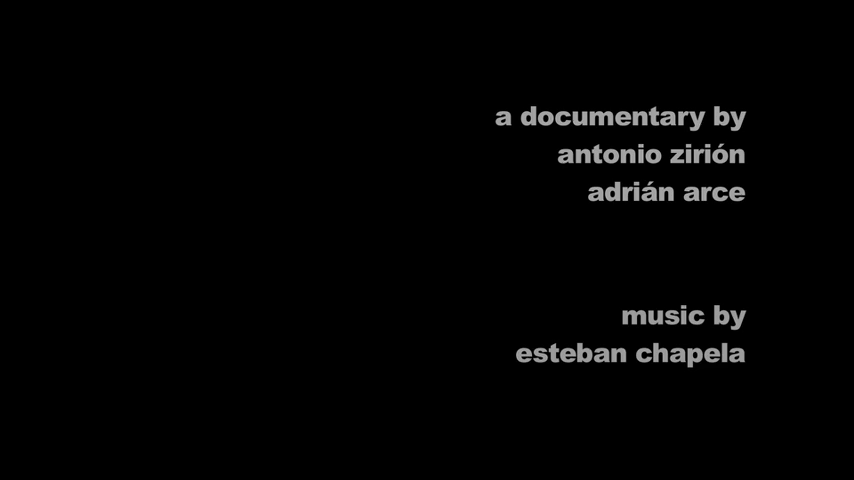 a documentary by
antonio zirión
adrián arce
music by
esteban chapela